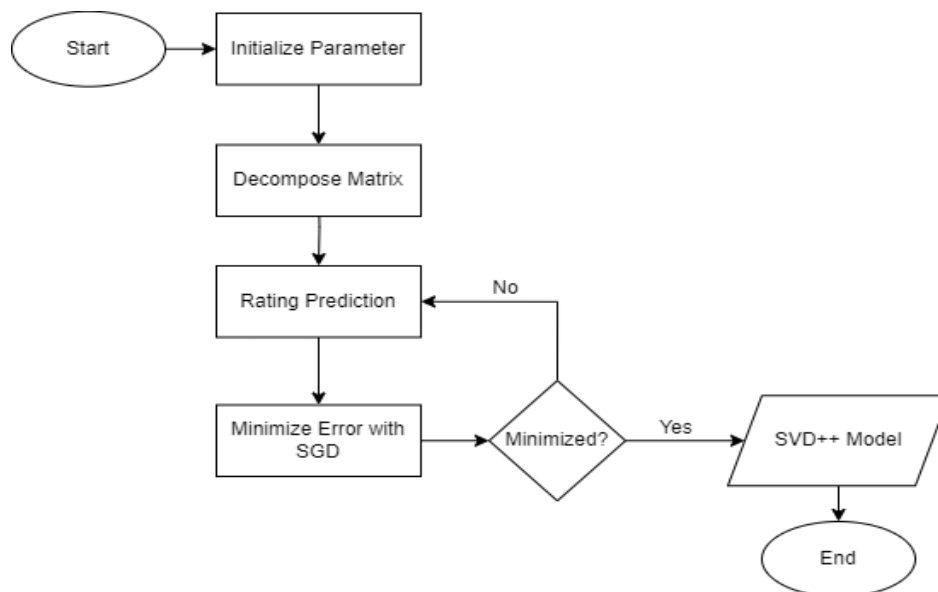 Start
Initialize Parameter
Decompose Matrix
Rating Prediction
No
Minimize Error with
SGD
Minimized?
Yes
SVD++ Model
End